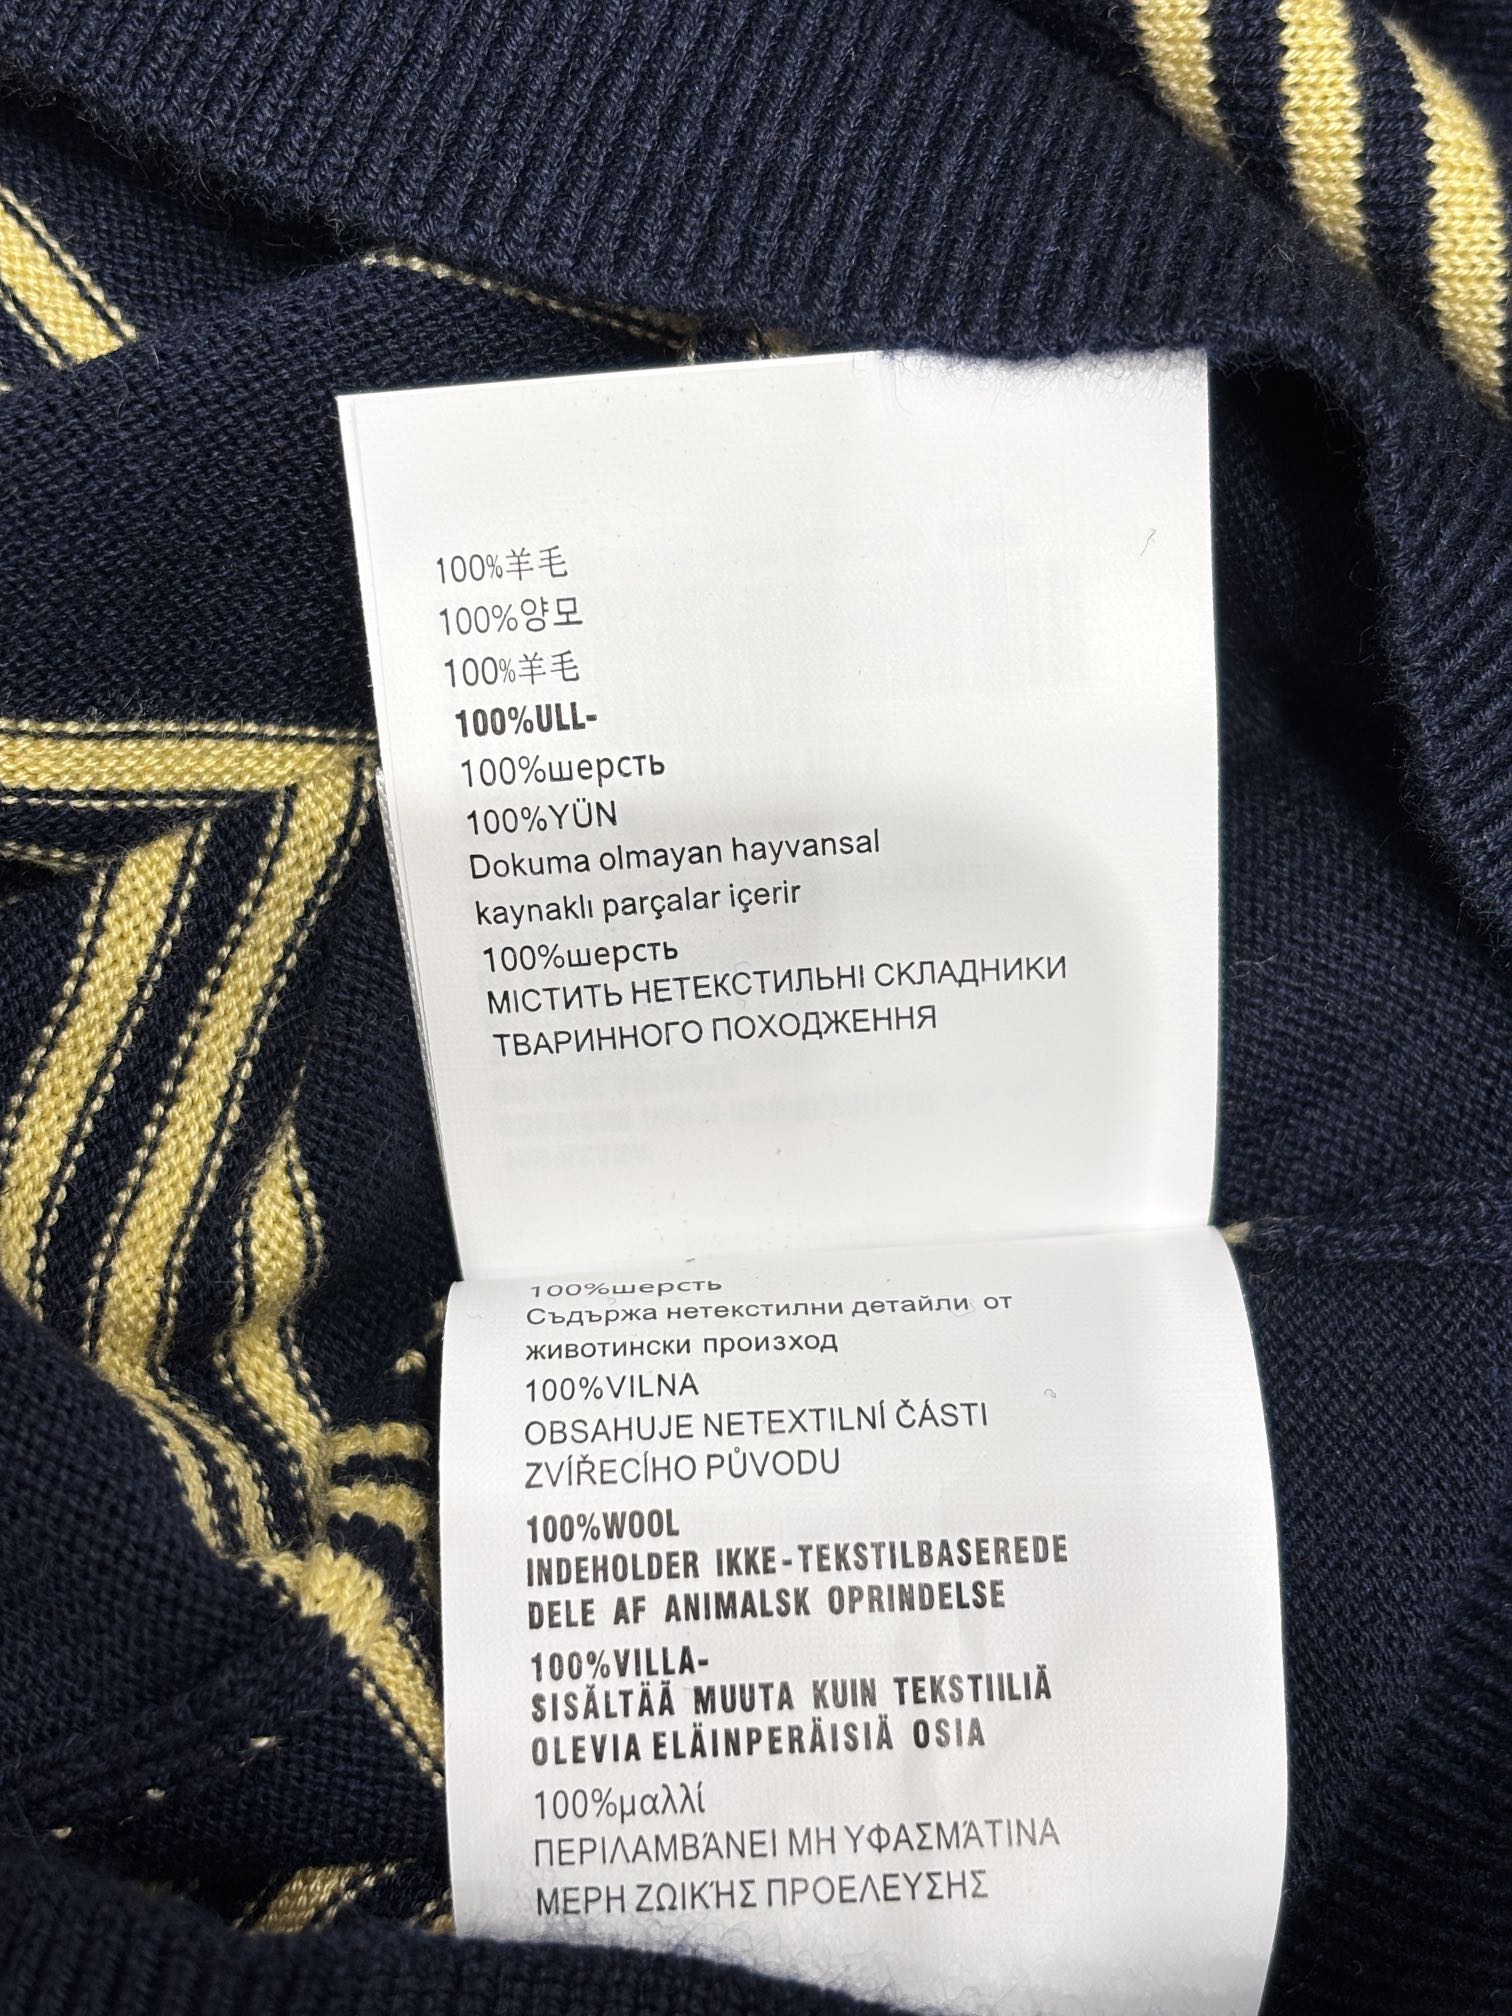 100%羊毛
100%양모
100%羊毛
100%ULL-
100%шерсть
100%YÜN
Dokuma olmayan hayvansal
kaynaklı parçalar içerir
100%шерсть
МІСТИТЬ НЕТЕКСТИЛЬНІ СКЛАДНИКИ
ТВАРИННОГО ПОХОДЖЕННЯ
100%шерсть
Съдържа нетекстилни детайли от
животински произход
100%VILNA
OBSAHUJE NETEXTILNÍ ČÁSTI
ZVÍŘECÍHO PŮVODU
100%WOOL
INDEHOLDER IKKE-TEKSTILBASEREDE
DELE AF ANIMALSK OPRINDELSE
100%VILLA-
SISÄLTÄÄ MUUTA KUIN TEKSTIILIÄ
OLEVIA ELÄINPERÄISIÄ OSIA
100%μαλλί
ΠΕΡΙΛΑΜΒΆΝΕΙ ΜΗ ΥΦΑΣΜΆΤΙΝΑ
ΜΕΡΗ ΖΩΙΚΉΣ ΠΡΟΕΛΕΥΣΗΣ